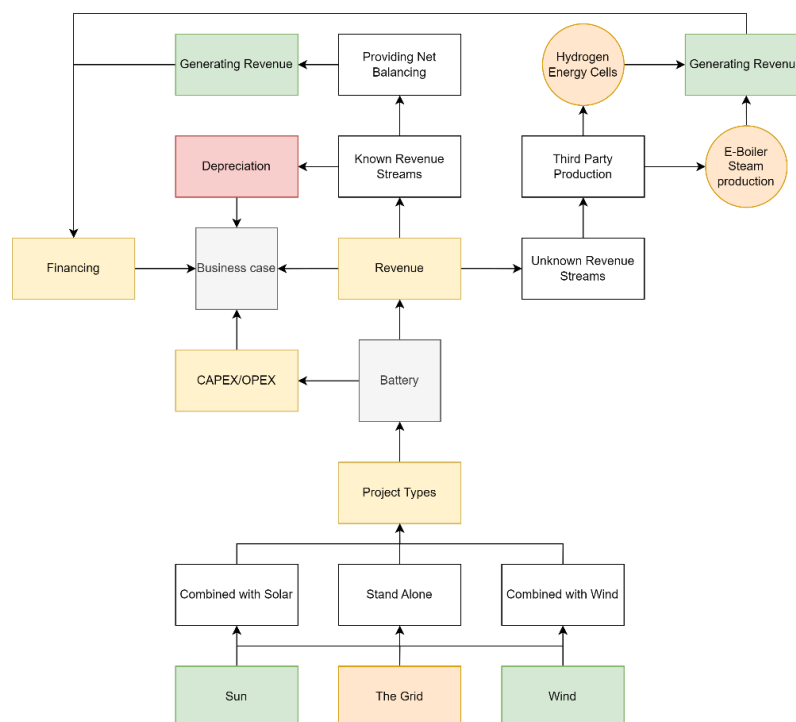 Generating Revenue
Providing Net
Balancing
Hydrogen
Energy Cells
Generating Revenu
Depreciation
Known Revenue
Streams
Third Party
Production
E-Boiler
Steam
production
Financing
Business case
Revenue
Unknown Revenue
Streams
CAPEX/OPEX
Battery
Project Types
Combined with Solar
Stand Alone
Combined with Wind
Sun
The Grid
Wind